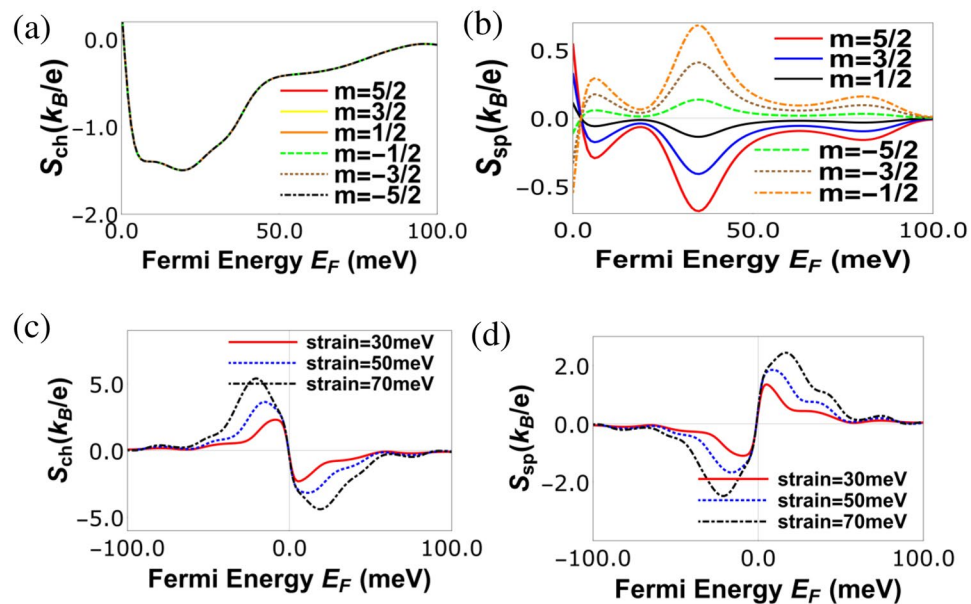 (a)
0.0
−1.0
−2.0
S_ch(k_B/e)
m=5/2
m=3/2
m=1/2
m=−1/2
m=−3/2
m=−5/2
0.0 50.0 100.0
Fermi Energy E_F (meV)
(b)
0.5
0.0
−0.5
S_sp(k_B/e)
m=5/2
m=3/2
m=1/2
m=−5/2
m=−3/2
m=−1/2
0.0 50.0 100.0
Fermi Energy E_F (meV)
(c)
5.0
0.0
−5.0
S_ch(k_B/e)
strain=30meV
strain=50meV
strain=70meV
−100.0 0.0 100.0
Fermi Energy E_F (meV)
(d)
2.0
0.0
−2.0
S_sp(k_B/e)
strain=30meV
strain=50meV
strain=70meV
−100.0 0 100.0
Fermi Energy E_F (meV)